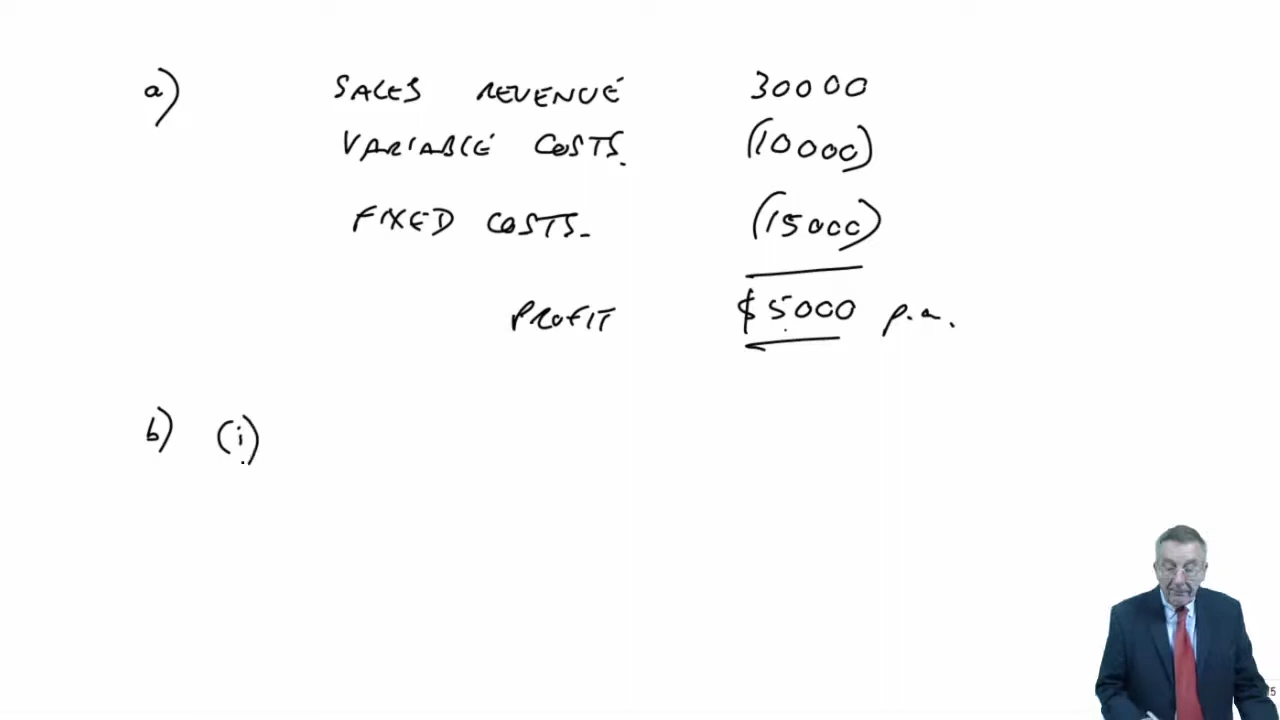 a) SALES REVENUE 30000
VARIABLE COSTS. (10000)
FIXED COSTS. (15000)
PROFIT $5000 p.a.
b) (i)